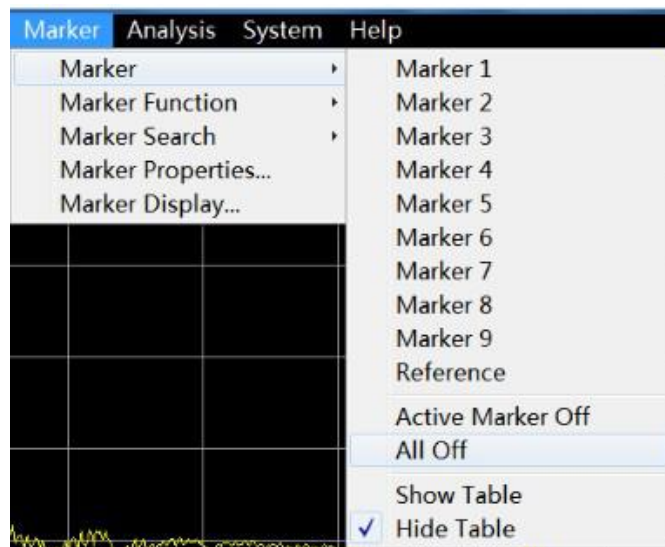 Marker Analysis System Help
Marker
Marker Function
Marker Search
Marker Properties...
Marker Display...
Marker 1
Marker 2
Marker 3
Marker 4
Marker 5
Marker 6
Marker 7
Marker 8
Marker 9
Reference
Active Marker Off
All Off
Show Table
Hide Table